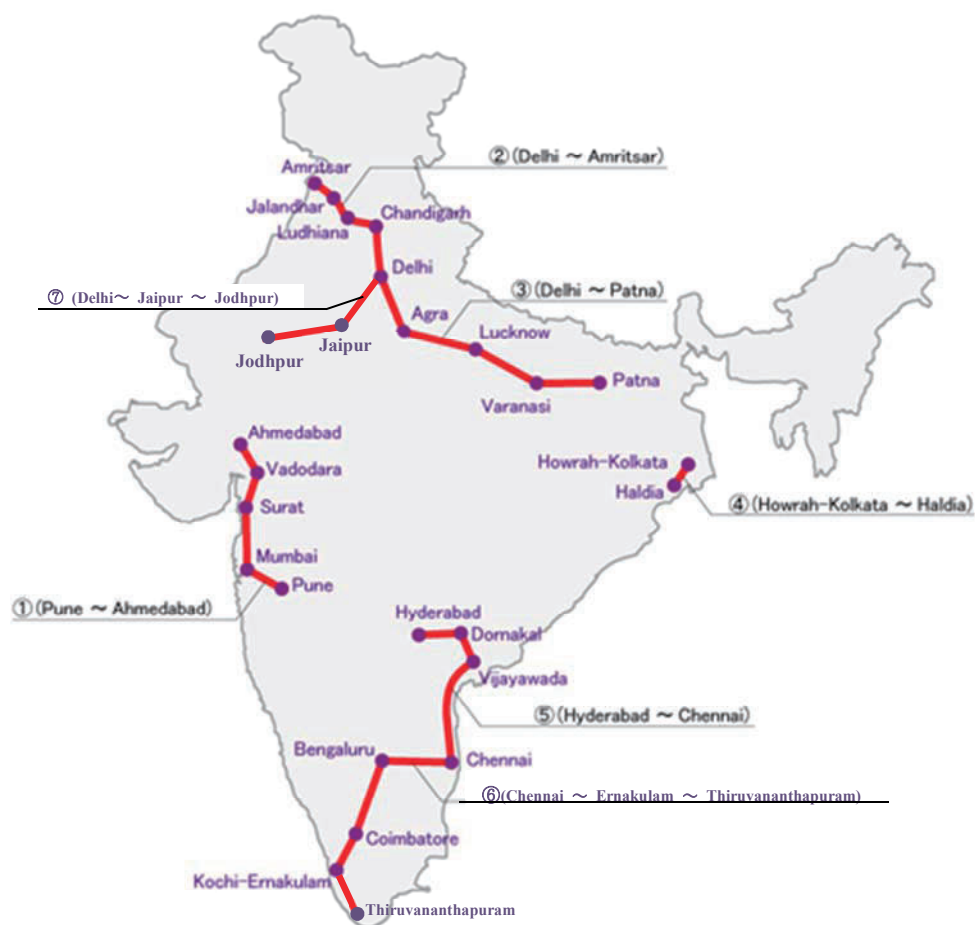 ② (Delhi ~ Amritsar)
Amritsar
Jalandhar
Ludhiana
Chandigarh
Delhi
⑦ (Delhi~ Jaipur ~ Jodhpur)
③ (Delhi ~ Patna)
Agra
Lucknow
Jaipur
Jodhpur
Patna
Varanasi
Ahmedabad
Vadodara
Howrah-Kolkata
Haldia
④ (Howrah-Kolkata ~ Haldia)
Surat
Mumbai
Pune
① (Pune ~ Ahmedabad)
Hyderabad
Dornakal
Vijayawada
⑤ (Hyderabad ~ Chennai)
Bengaluru
Chennai
⑥(Chennai ~ Ernakulam ~ Thiruvananthapuram)
Coimbatore
Kochi-Ernakulam
Thiruvananthapuram